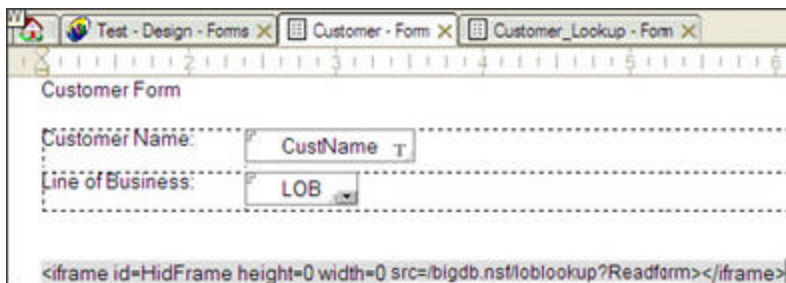 Test - Design - Forms Customer - Form Customer_Lookup - Form
2 3 4 5 6
Customer Form
Customer Name: CustName T
Line of Business: LOB
<iframe id=HidFrame height=0 width=0 src=/bigdb.nsf/loblookup?Readform></iframe>